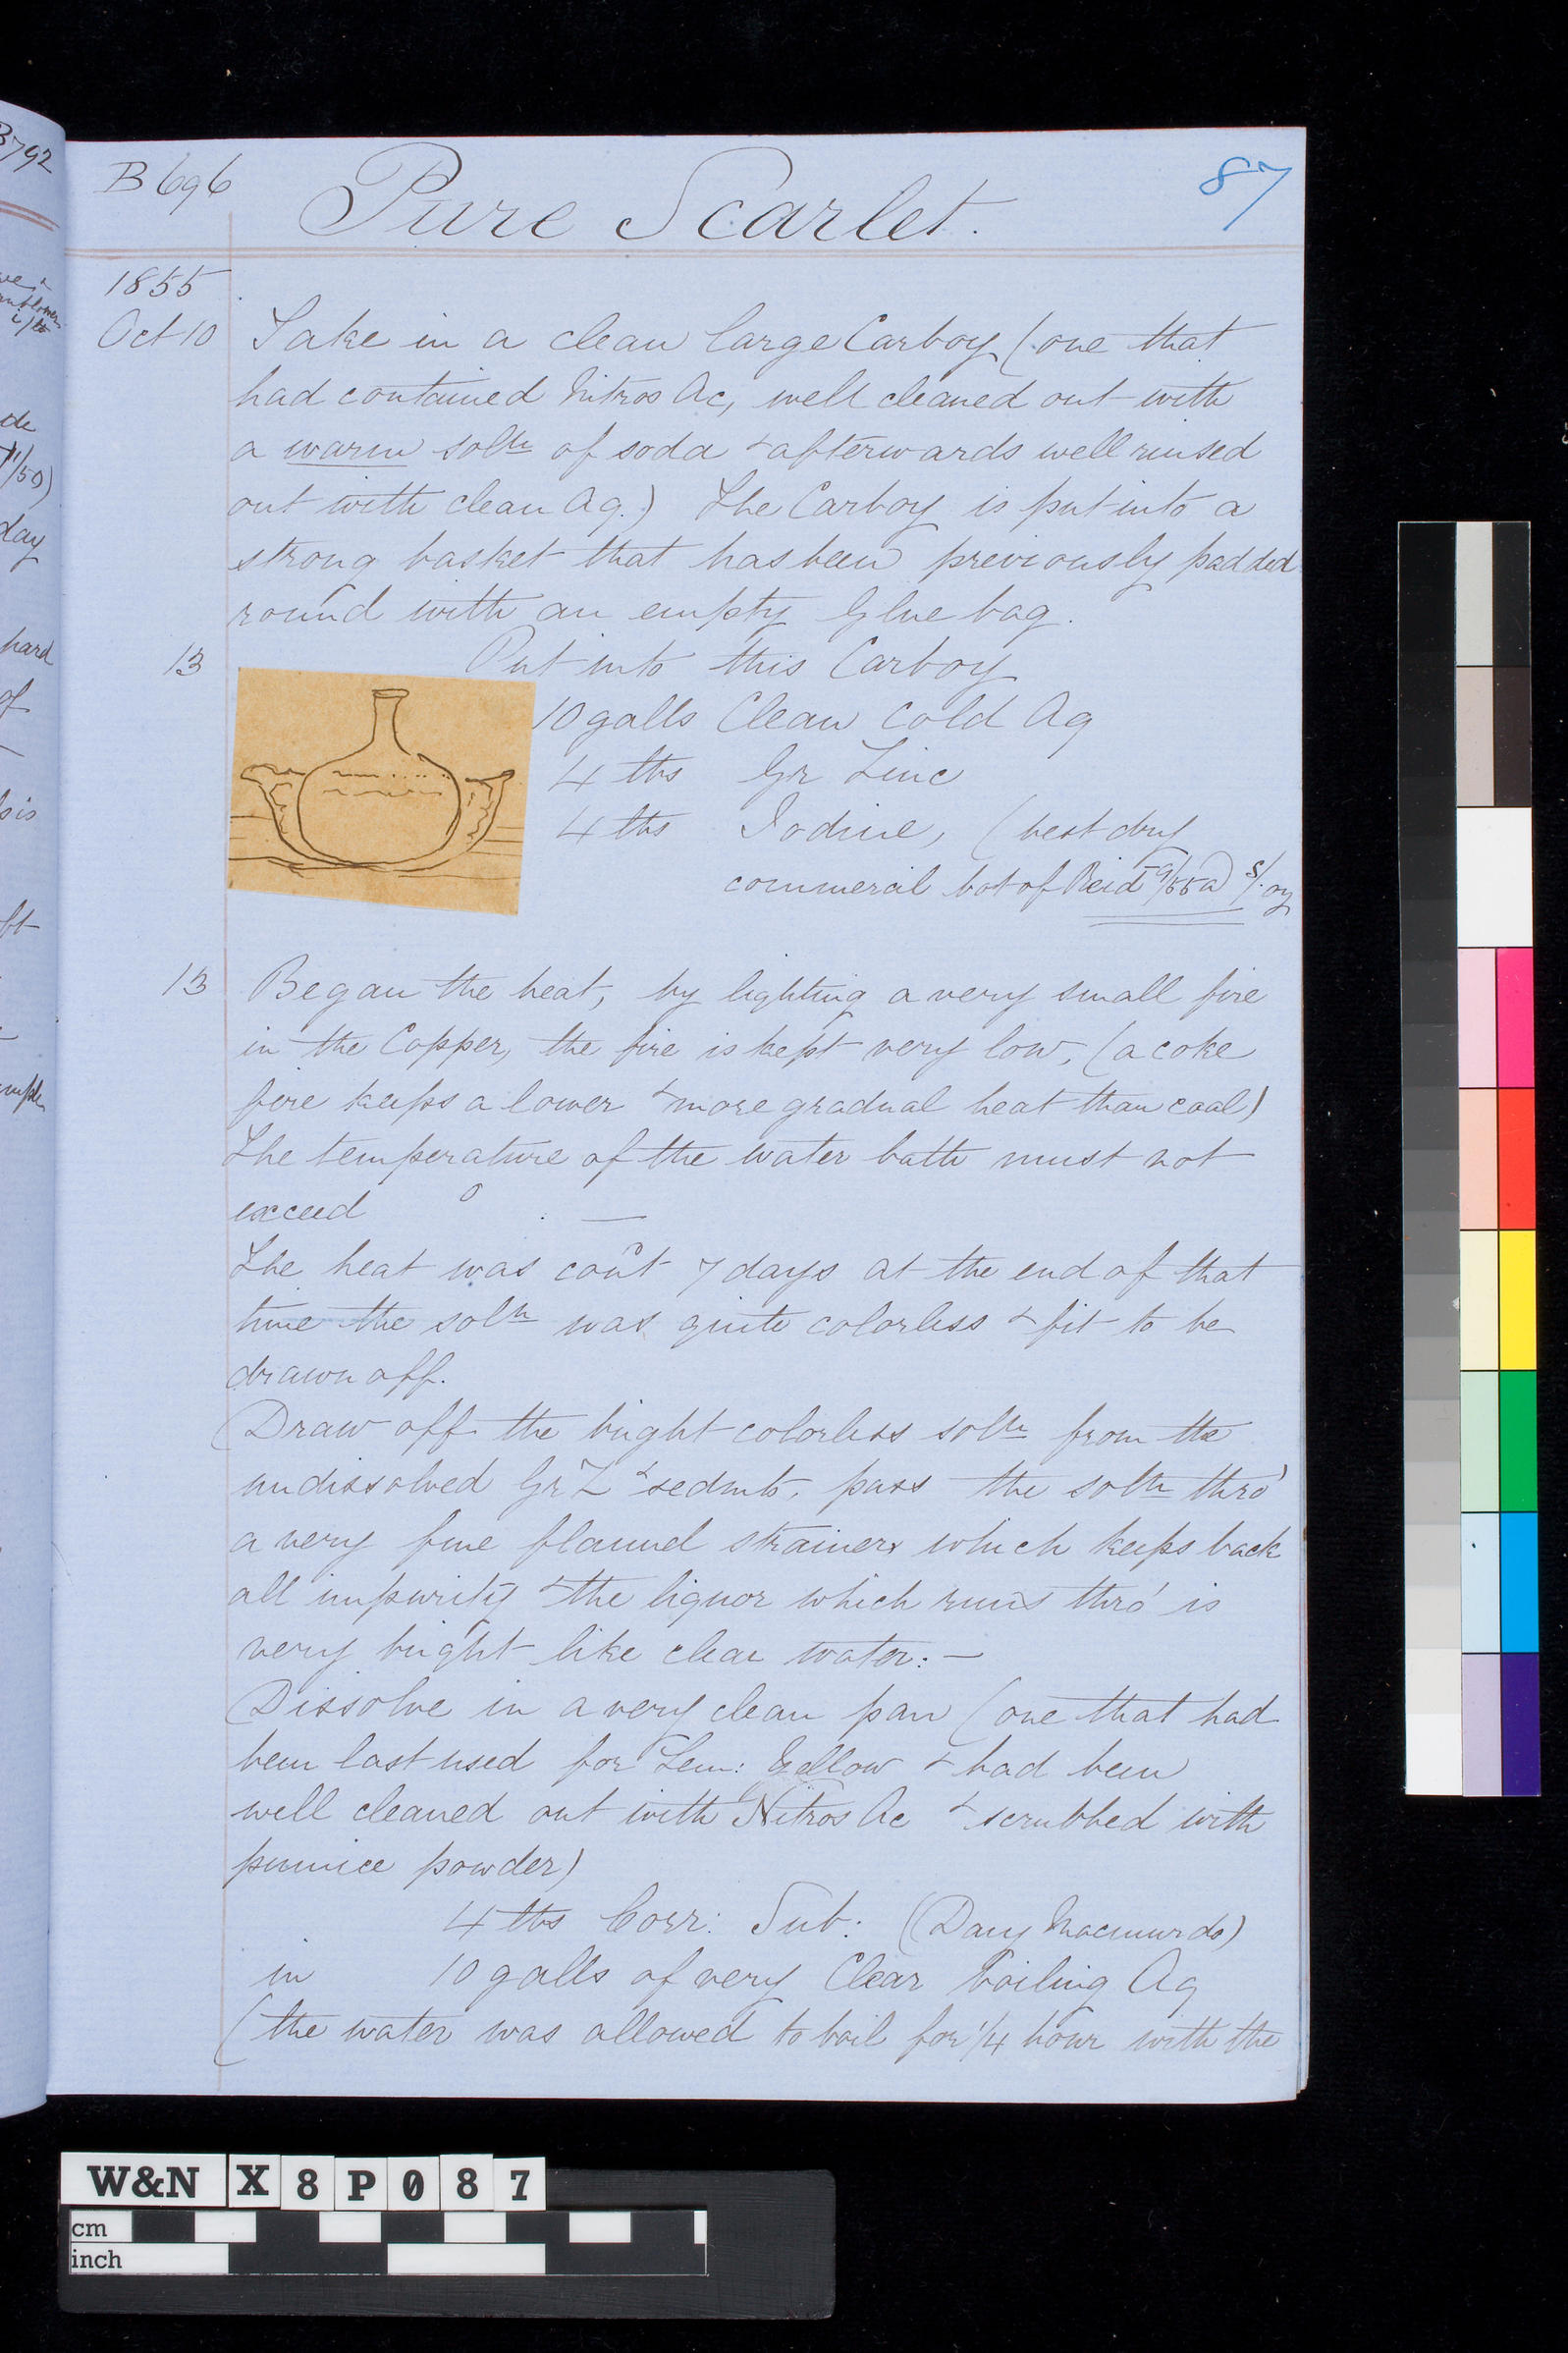 B696
Pure Scarlet.
87
1855
Oct 10 Take in a clean large Carboy (one that
had contained Nitros Ac, well cleaned out with
a warm soln of soda & afterwards well rinsed
out with clean Aq.) The Carboy is put into a
strong basket that has been previously padded
round with an empty Glue bag.
13 Put into this Carboy
10 galls Clean Cold Aq
4 lbs Gr Zinc
4 lbs Iodine, (best dry
commercil bot of Reid 9/55 a S/. oz
13 Began the heat, by lighting a very small fire
in the Copper, the fire is kept very low, (a coke
fire keeps a lower & more gradual heat than coal)
The temperature of the water bath must not
exceed ° . —
The heat was cont 7 days at the end of that
time the soln was quite colorless & fit to be
drawn off.
Draw off the bright colorless soln from the
undissolved Gr Z & sedmts, pass the soln thro'
a very fine flannel strainer which keeps back
all impurity & the liquor which runs thro' is
very bright like clear water: —
Dissolve in a very clean pan (one that had
been last used for Lem: Yellow & had been
well cleaned out with Nitros Ac & scrubbed with
pumice powder)
4 lbs Corr: Sub: (Davy Macmurdo)
in 10 galls of very Clear boiling Aq
(the water was allowed to boil for 1/4 hour with the
B792
de
11/50)
day
hard
of
W&N X8P087
cm
inch